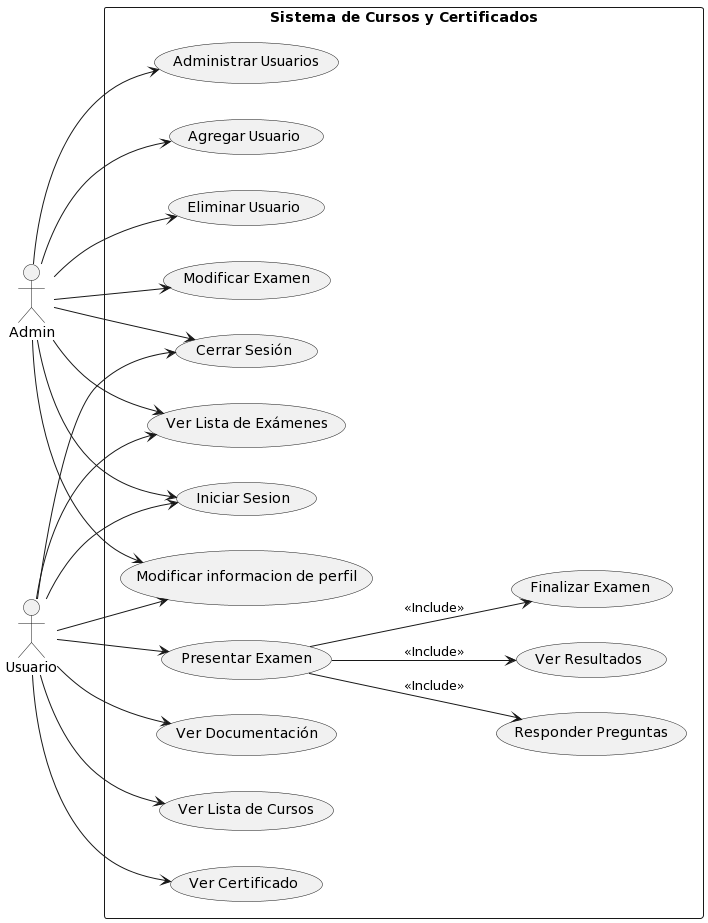 Sistema de Cursos y Certificados
Administrar Usuarios
Agregar Usuario
Eliminar Usuario
Modificar Examen
Admin
Cerrar Sesión
Ver Lista de Exámenes
Iniciar Sesion
Modificar informacion de perfil
Finalizar Examen
«Include»
Usuario
Presentar Examen
«Include»
Ver Resultados
«Include»
Ver Documentación
Responder Preguntas
Ver Lista de Cursos
Ver Certificado